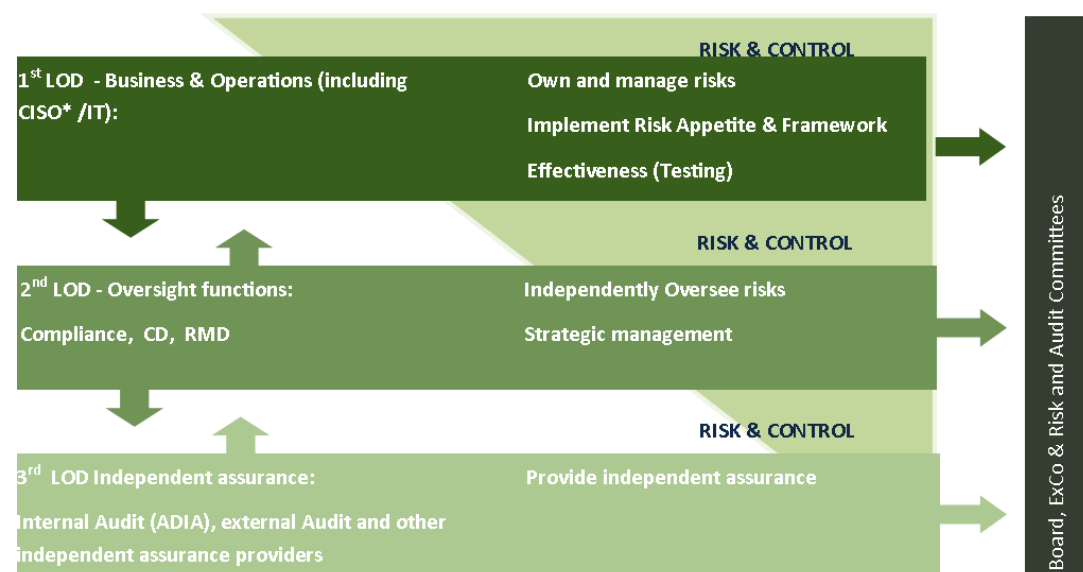 RISK & CONTROL
1st LOD - Business & Operations (including
CISO* /IT):
Own and manage risks
Implement Risk Appetite & Framework
Effectiveness (Testing)
RISK & CONTROL
2nd LOD - Oversight functions:
Compliance, CD, RMD
Independently Oversee risks
Strategic management
RISK & CONTROL
3rd LOD Independent assurance:
Internal Audit (ADIA), external Audit and other
independent assurance providers
Provide independent assurance
Board, ExCo & Risk and Audit Committees